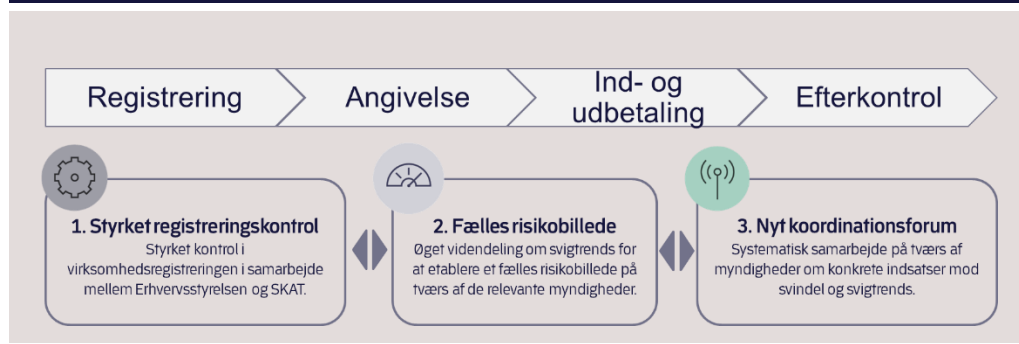 Registrering
Angivelse
Ind- og
udbetaling
Efterkontrol
1. Styrket registreringskontrol
Styrket kontrol i
virksomhedsregistreringen i samarbejde
mellem Erhvervsstyrelsen og SKAT.
2. Fælles risikobillede
Øget videndeling om svigtrends for
at etablere et fælles risikobillede på
tværs af de relevante myndigheder.
3. Nyt koordinationsforum
Systematisk samarbejde på tværs af
myndigheder om konkrete indsatser mod
svindel og svigtrends.